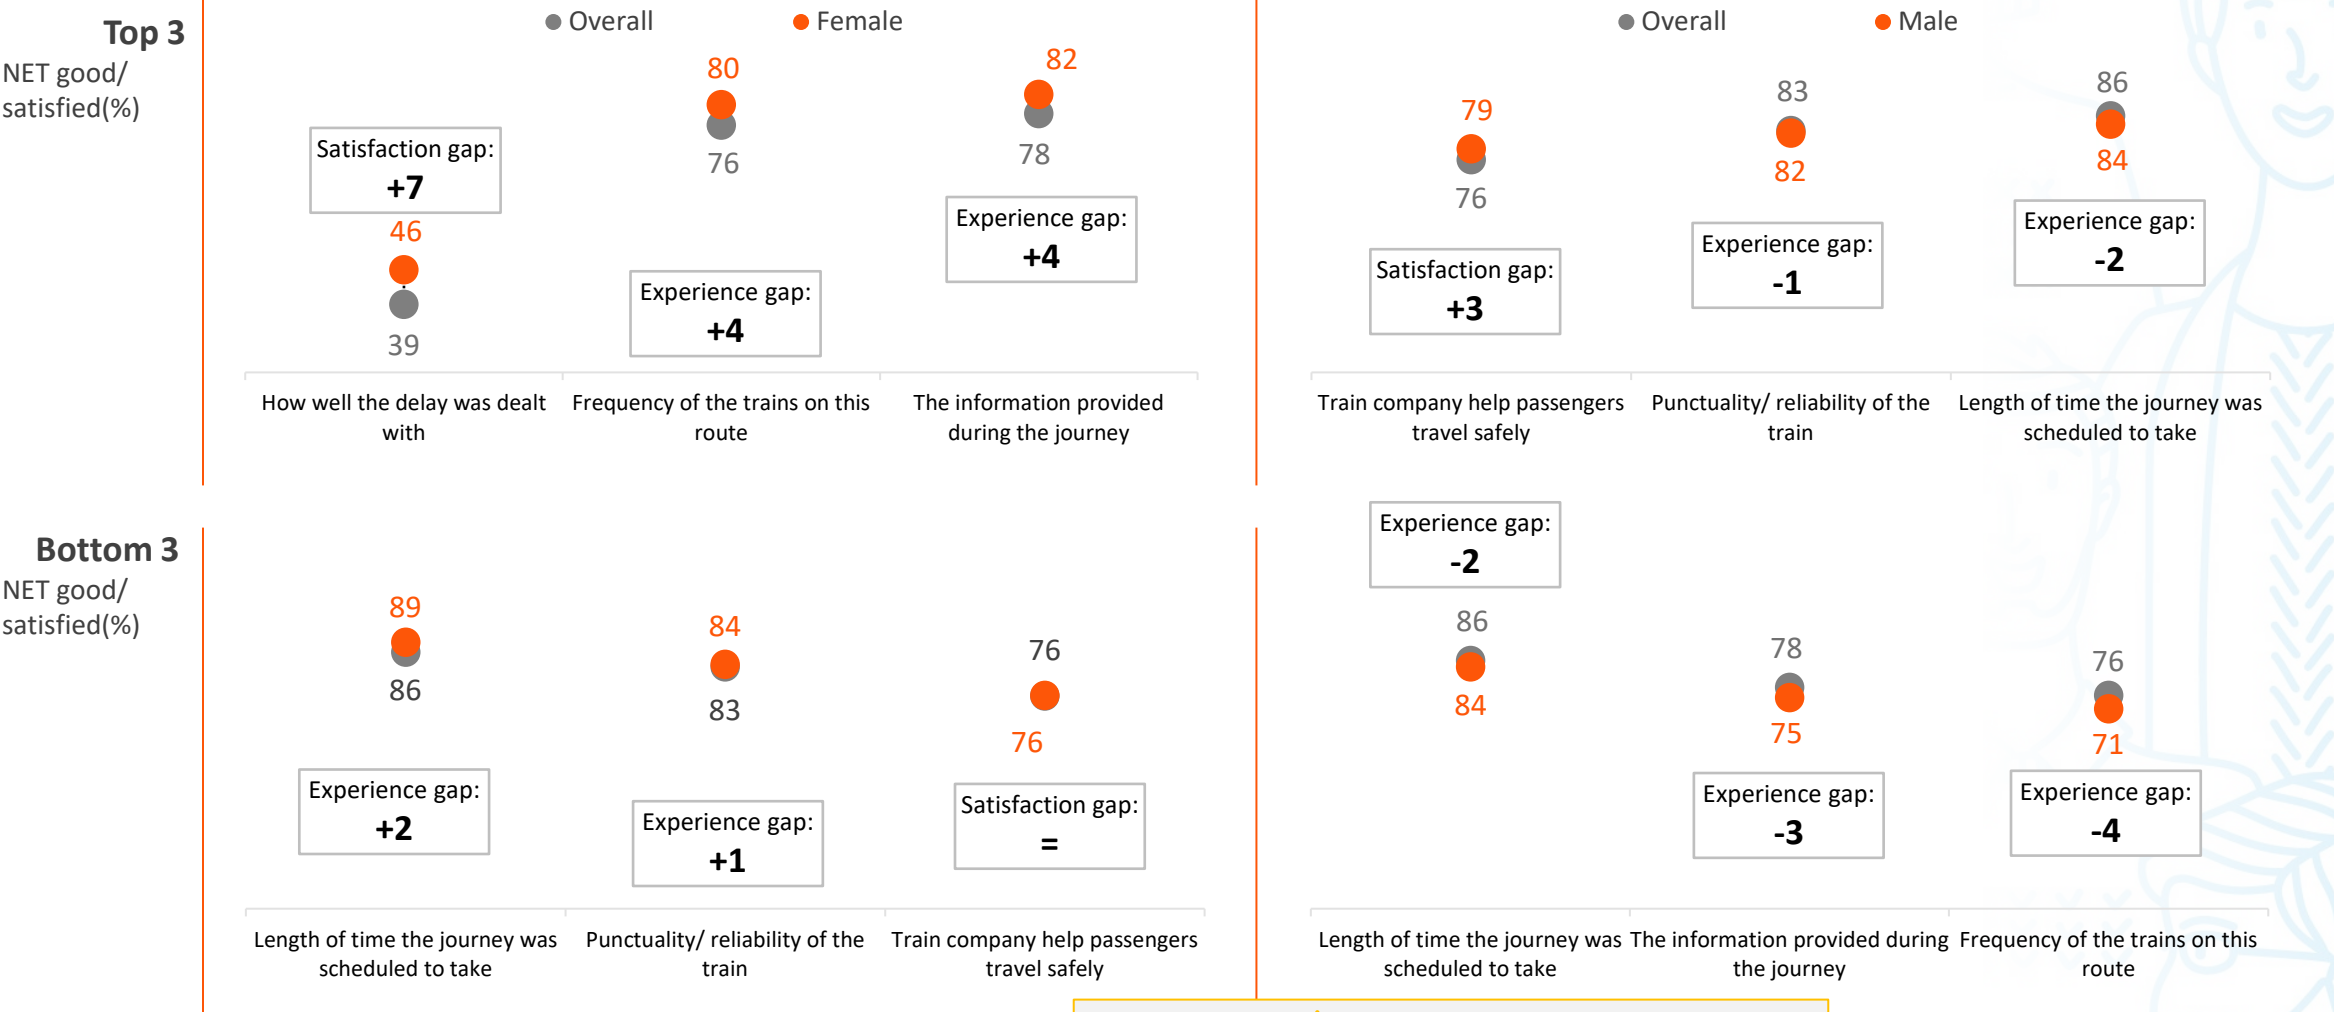 Top 3
NET good/
satisfied(%)
Overall
Female
80
82
Satisfaction gap:
+7
76
78
46
Experience gap:
+4
Experience gap:
+4
39
How well the delay was dealt
with
Frequency of the trains on this
route
The information provided
during the journey
Overall
Male
79
83
86
76
82
84
Experience gap:
-2
Experience gap:
-1
Satisfaction gap:
+3
Train company help passengers
travel safely
Punctuality/ reliability of the
train
Length of time the journey was
scheduled to take
Bottom 3
NET good/
satisfied(%)
89
84
76
86
83
76
Experience gap:
+2
Experience gap:
+1
Satisfaction gap:
=
Length of time the journey was
scheduled to take
Punctuality/ reliability of the
train
Train company help passengers
travel safely
Experience gap:
-2
86
78
76
84
75
71
Experience gap:
-3
Experience gap:
-4
Length of time the journey was
scheduled to take
The information provided during
the journey
Frequency of the trains on this
route